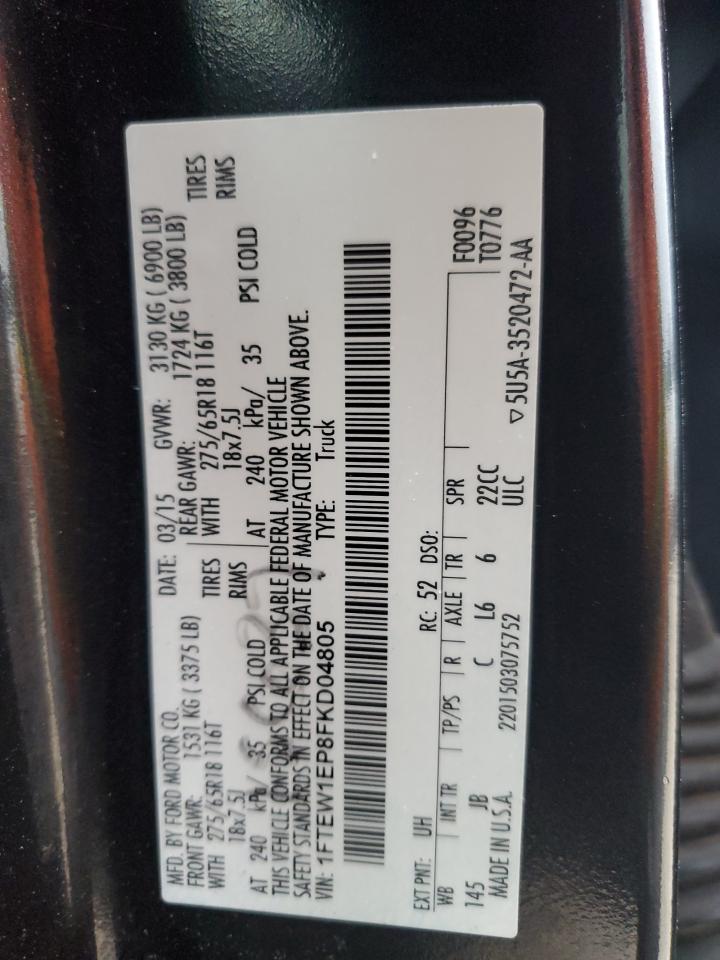 MFD. BY FORD MOTOR CO.
DATE: 03/15 GVWR: 3130 KG ( 6900 LB)
FRONT GAWR: 1531 KG ( 3375 LB) REAR GAWR: 1724 KG ( 3800 LB)
WITH 275/65R18 116T TIRES WITH 275/65R18 116T TIRES
18x7.5J RIMS 18x7.5J RIMS
AT 240 kPa/ 35 PSI COLD AT 240 kPa/ 35 PSI COLD
THIS VEHICLE CONFORMS TO ALL APPLICABLE FEDERAL MOTOR VEHICLE
SAFETY STANDARDS IN EFFECT ON THE DATE OF MANUFACTURE SHOWN ABOVE.
VIN: 1FTEW1EP8FKD04805 TYPE: Truck
EXT PNT: UH RC: 52 DSO: F0096
WB INT TR TP/PS R AXLE TR SPR T0776
145 JB C L6 6 22CC
MADE IN U.S.A. 2201503075752 ULC
▽5U5A-3520472-AA